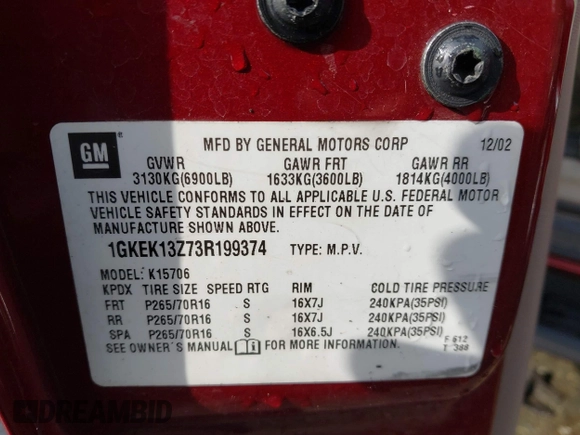 GM
MFD BY GENERAL MOTORS CORP 12/02
GVWR GAWR FRT GAWR RR
3130KG(6900LB) 1633KG(3600LB) 1814KG(4000LB)
THIS VEHICLE CONFORMS TO ALL APPLICABLE U.S. FEDERAL MOTOR
VEHICLE SAFETY STANDARDS IN EFFECT ON THE DATE OF
MANUFACTURE SHOWN ABOVE.
1GKEK13Z73R199374 TYPE: M.P.V.
MODEL: K15706
KPDX TIRE SIZE SPEED RTG RIM COLD TIRE PRESSURE
FRT P265/70R16 S 16X7J 240KPA(35PSI)
RR P265/70R16 S 16X7J 240KPA(35PSI)
SPA P265/70R16 S 16X6.5J 240KPA(35PSI)
SEE OWNER'S MANUAL FOR MORE INFORMATION.
F 612
T 388
DREAMBID